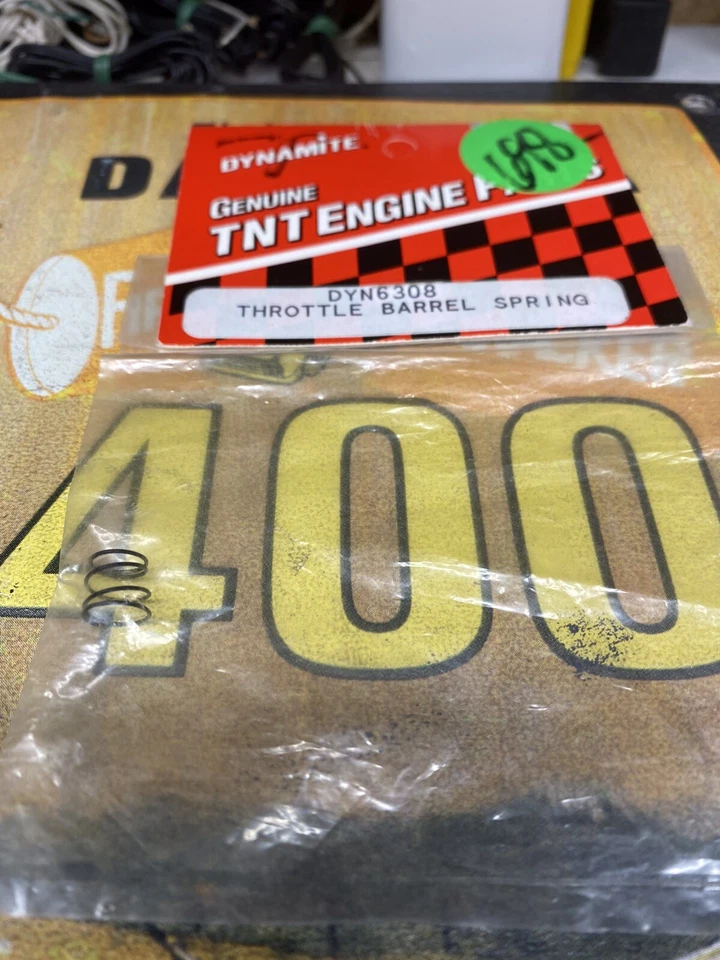 DYNAMITE
GENUINE
TNT ENGINE
DYN6308
THROTTLE BARREL SPRING
400